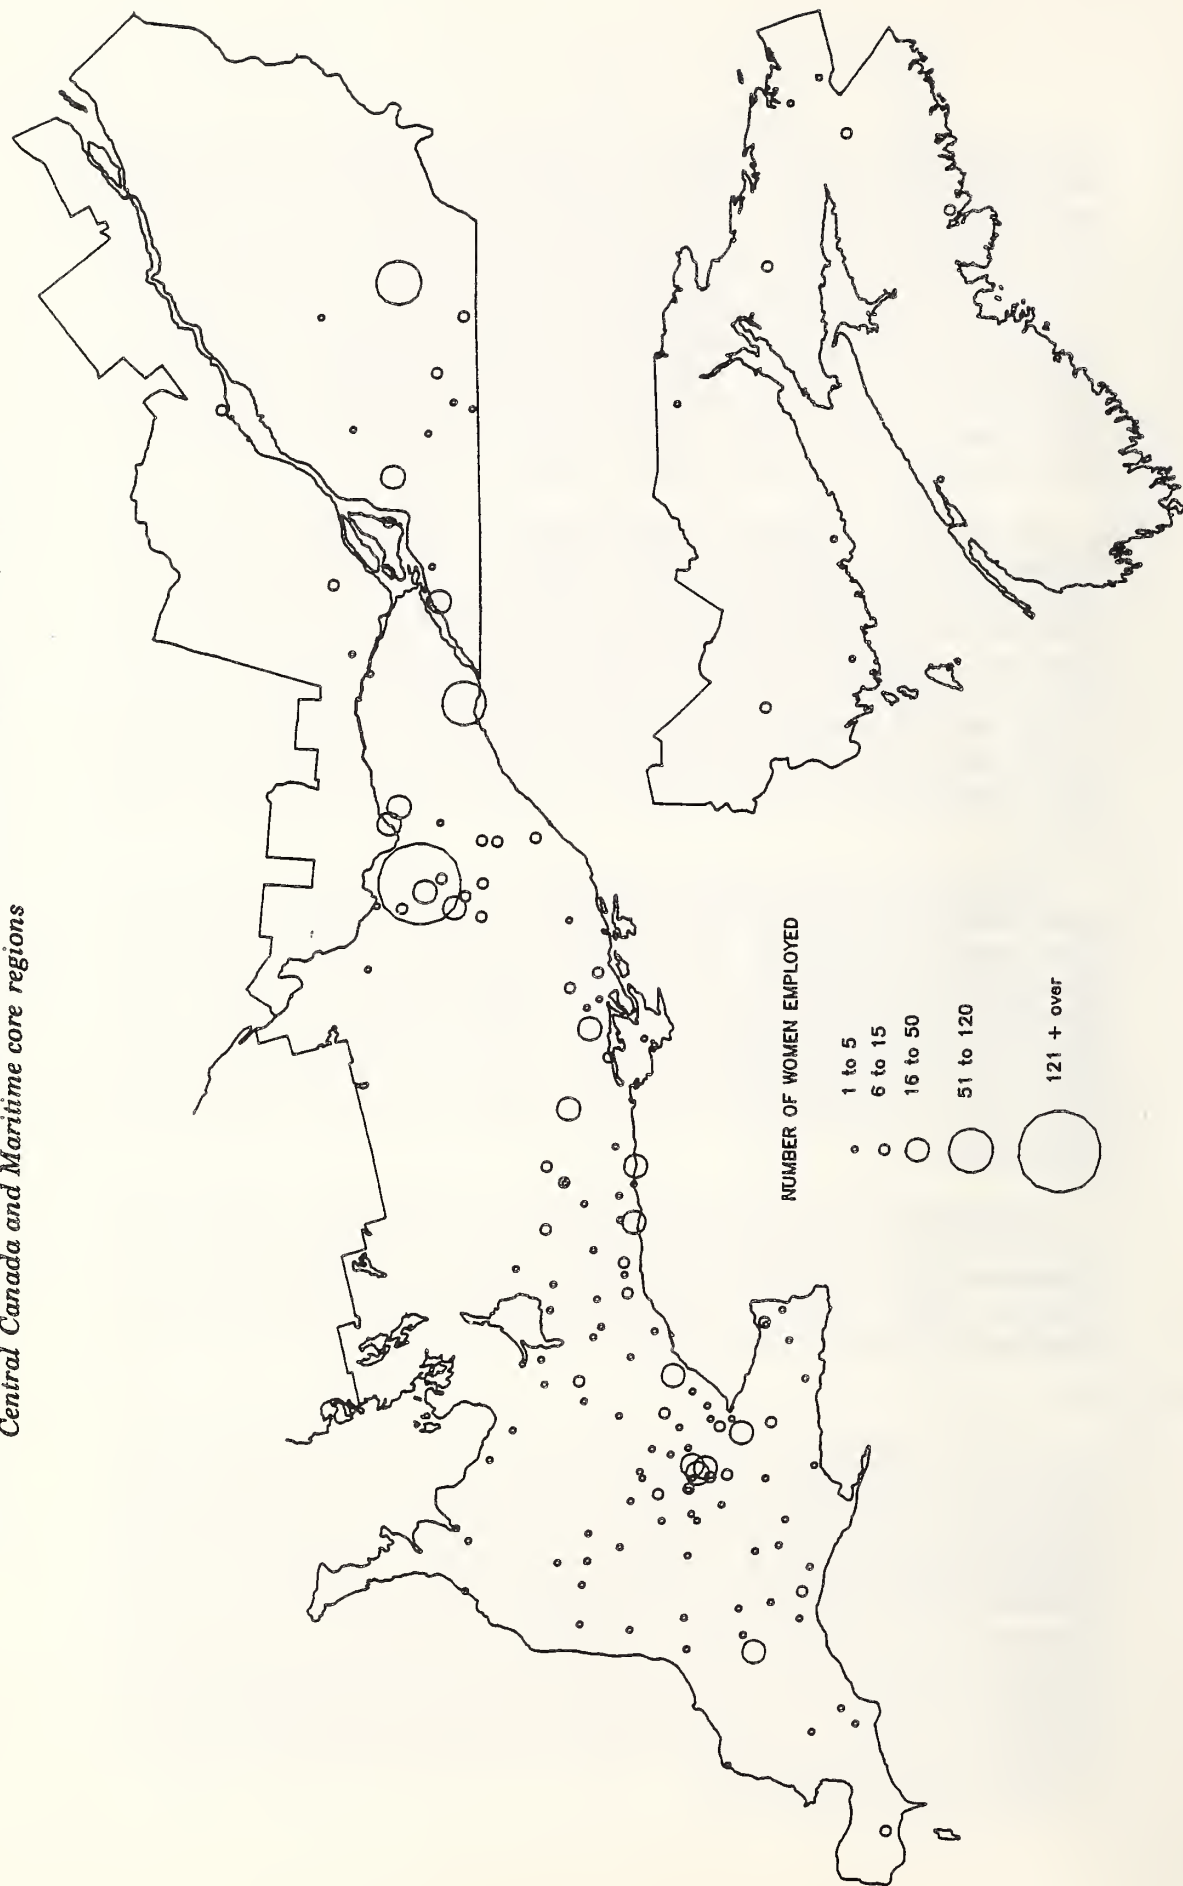 Central Canada and Maritime core regions
NUMBER OF WOMEN EMPLOYED
1 to 5
6 to 15
16 to 50
51 to 120
121 + over